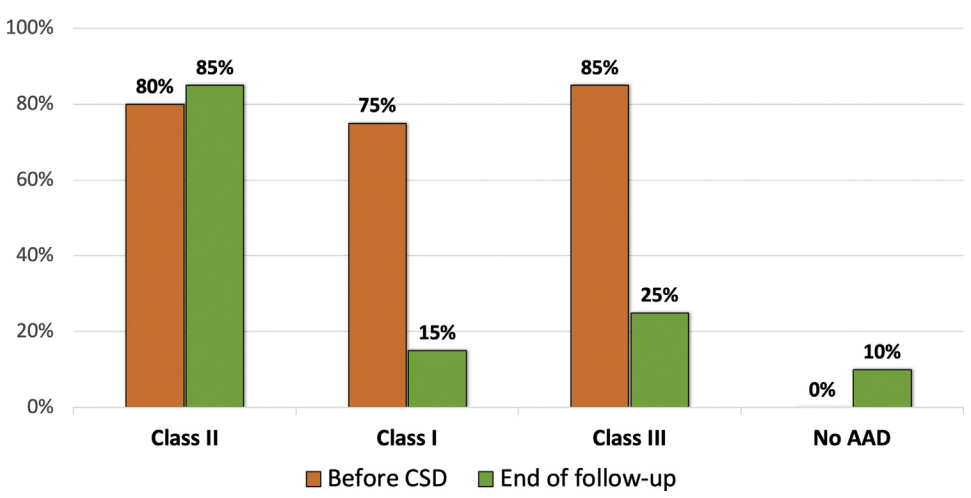 100%
80%
60%
40%
20%
0%
80%
85%
75%
15%
85%
25%
0%
10%
Class II
Class I
Class III
No AAD
Before CSD
End of follow-up